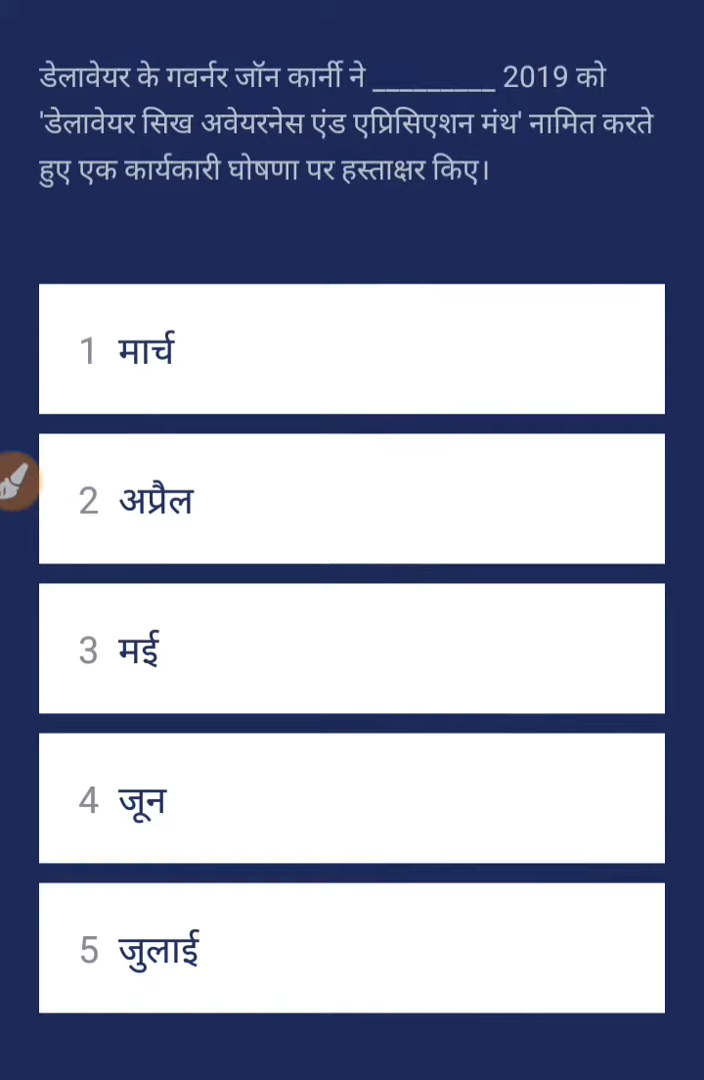 डेलावेयर के गवर्नर जॉन कार्नी ने _________ 2019 को
'डेलावेयर सिख अवेयरनेस एंड एप्रिसिएशन मंथ' नामित करते
हुए एक कार्यकारी घोषणा पर हस्ताक्षर किए।
1 मार्च
2 अप्रैल
3 मई
4 जून
5 जुलाई